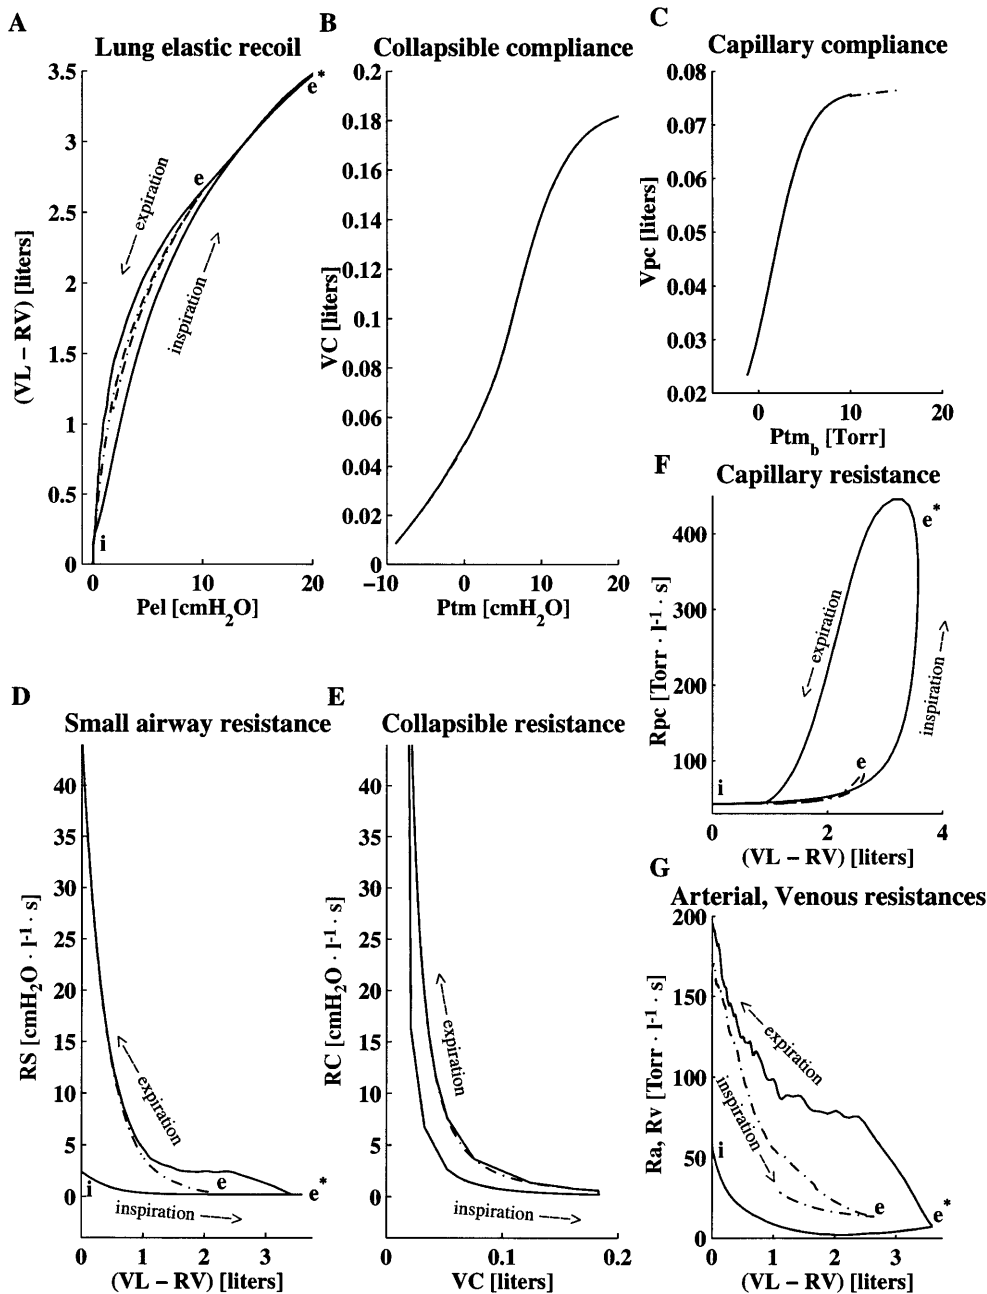 A
Lung elastic recoil
3.5
3
2.5
2
1.5
1
0.5
0
(VL – RV) [liters]
e*
e
expiration
inspiration
i
0
10
20
Pel [cmH2O]
B
Collapsible compliance
0.2
0.18
0.16
0.14
0.12
0.1
0.08
0.06
0.04
0.02
0
VC [liters]
–10
0
10
20
Ptm [cmH2O]
C
Capillary compliance
0.08
0.07
0.06
0.05
0.04
0.03
0.02
Vpc [liters]
0
10
20
Ptmb [Torr]
F
Capillary resistance
400
300
200
100
Rpc [Torr · l-1 · s]
e*
expiration
inspiration
e
i
0
2
4
(VL – RV) [liters]
D
Small airway resistance
40
35
30
25
20
15
10
5
0
RS [cmH2O · l-1 · s]
expiration
i
e
e*
inspiration
0
1
2
3
(VL – RV) [liters]
E
Collapsible resistance
40
35
30
25
20
15
10
5
0
RC [cmH2O · l-1 · s]
expiration
inspiration
0
0.1
0.2
VC [liters]
G
Arterial, Venous resistances
200
150
100
50
0
Ra, Rv [Torr · l-1 · s]
expiration
inspiration
i
e
e*
0
1
2
3
(VL – RV) [liters]